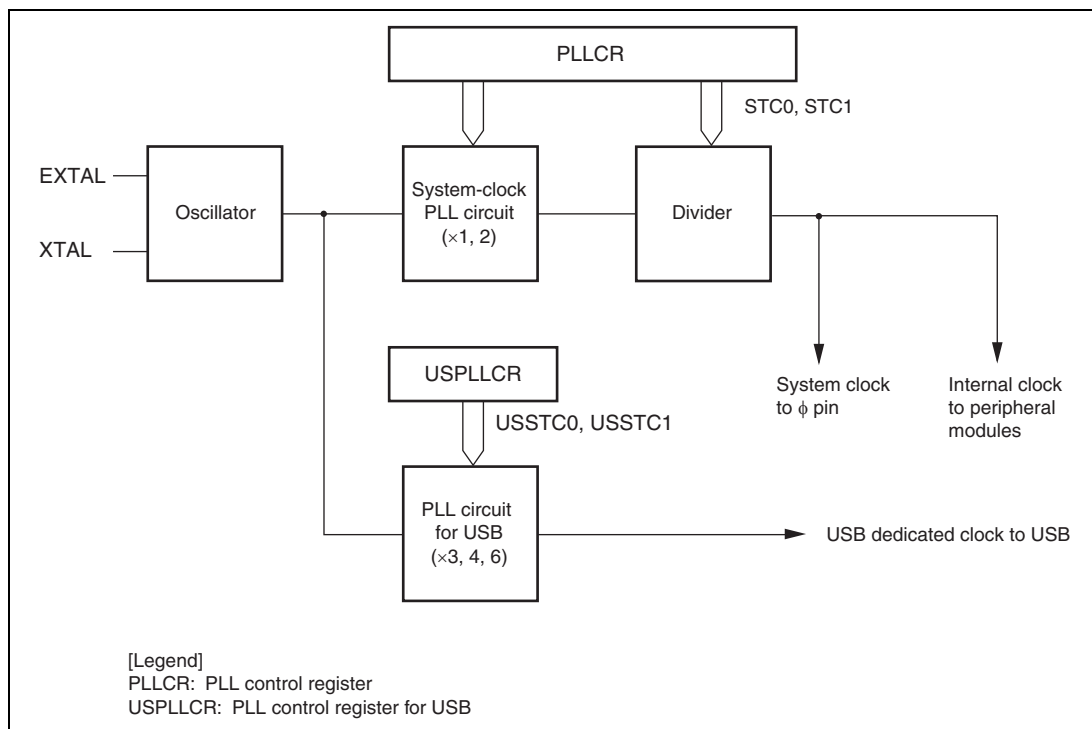 PLLCR
STC0, STC1
EXTAL
XTAL
Oscillator
System-clock
PLL circuit
(×1, 2)
Divider
System clock
to ϕ pin
Internal clock
to peripheral
modules
USPLLCR
USSTC0, USSTC1
PLL circuit
for USB
(×3, 4, 6)
USB dedicated clock to USB
[Legend]
PLLCR: PLL control register
USPLLCR: PLL control register for USB